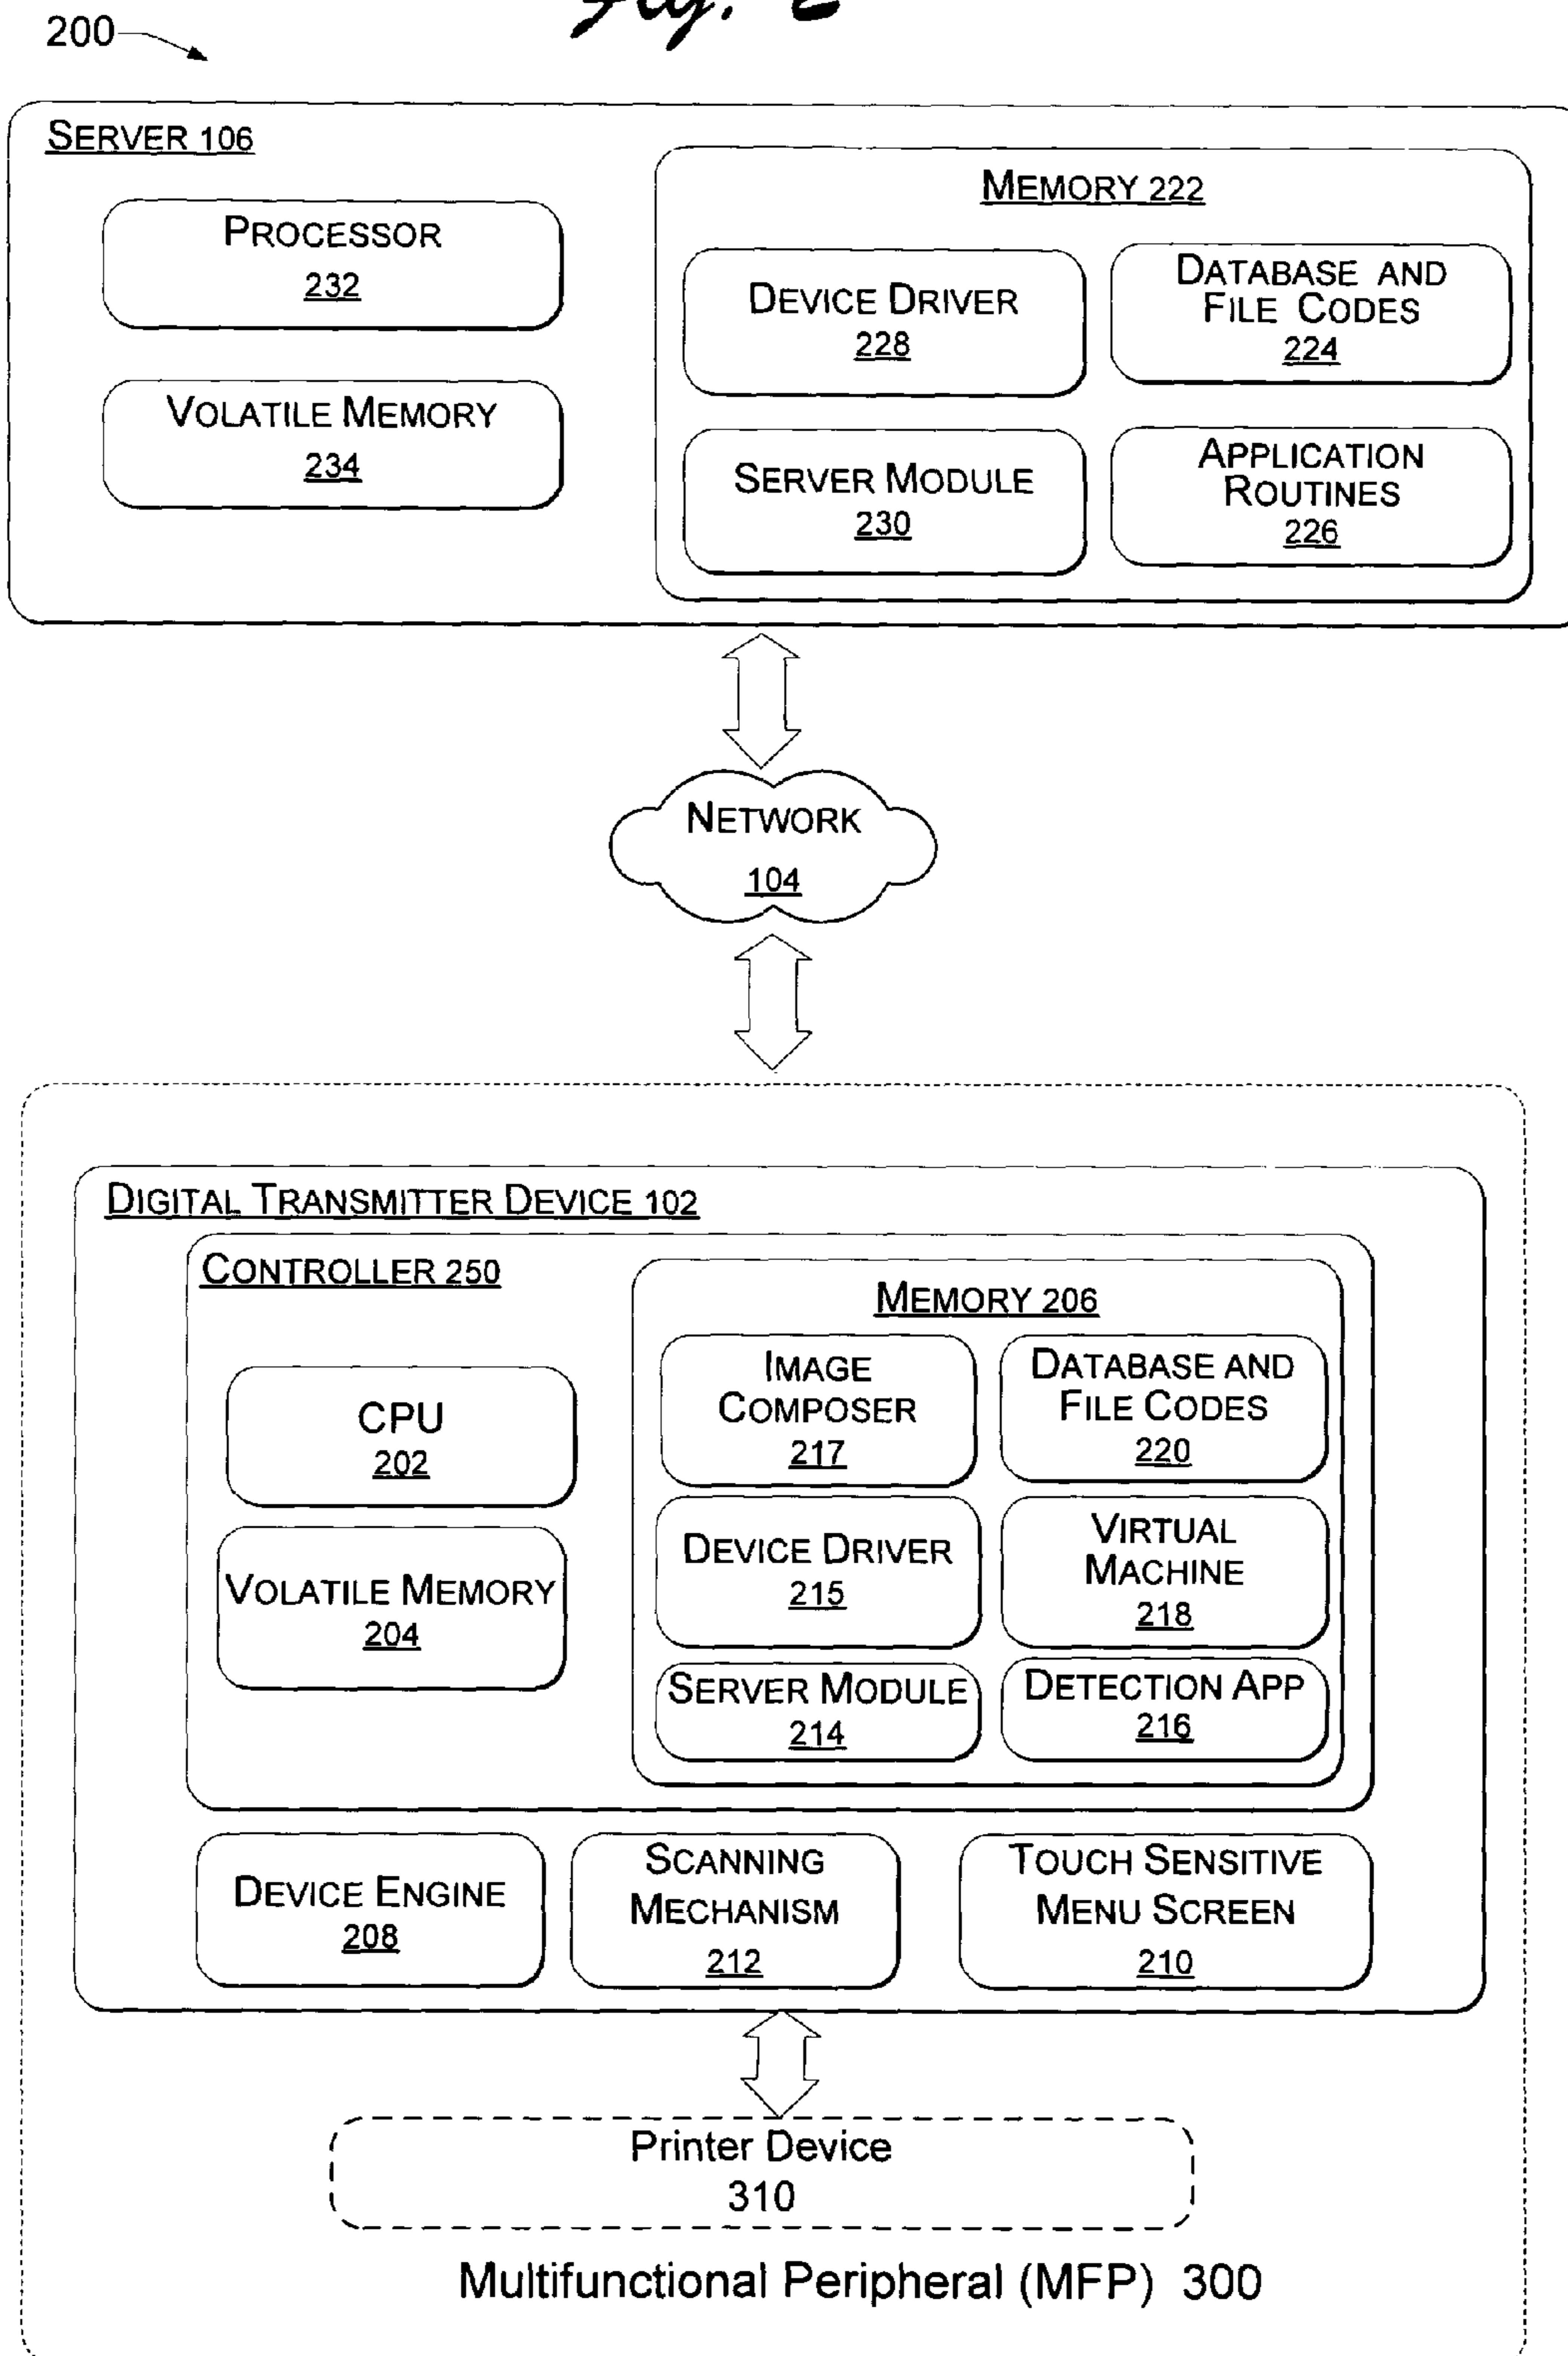 Fig. 2
200
SERVER 106
PROCESSOR
232
VOLATILE MEMORY
234
MEMORY 222
DEVICE DRIVER
228
DATABASE AND
FILE CODES
224
SERVER MODULE
230
APPLICATION
ROUTINES
226
NETWORK
104
DIGITAL TRANSMITTER DEVICE 102
CONTROLLER 250
CPU
202
VOLATILE MEMORY
204
MEMORY 206
IMAGE
COMPOSER
217
DATABASE AND
FILE CODES
220
DEVICE DRIVER
215
VIRTUAL
MACHINE
218
SERVER MODULE
214
DETECTION APP
216
DEVICE ENGINE
208
SCANNING
MECHANISM
212
TOUCH SENSITIVE
MENU SCREEN
210
Printer Device
310
Multifunctional Peripheral (MFP) 300